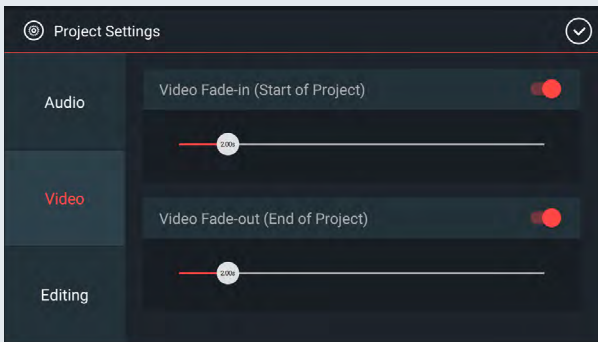 Project Settings
Audio
Video Fade-in (Start of Project)
2.00s
Video
Video Fade-out (End of Project)
2.00s
Editing